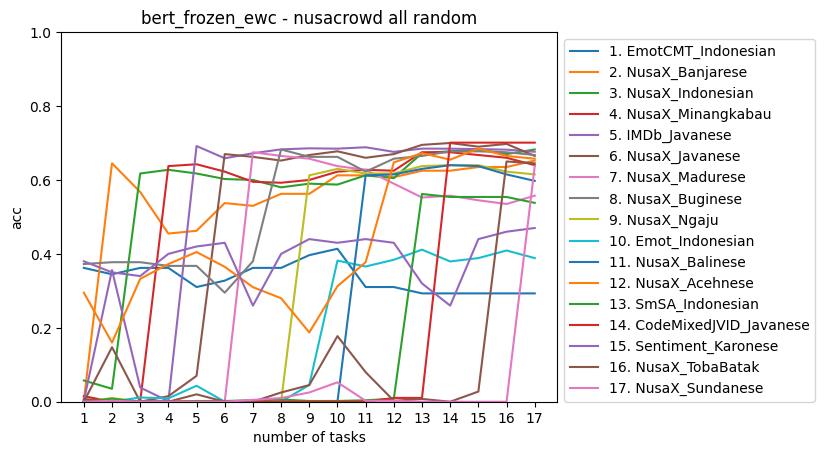 bert_frozen_ewc - nusacrowd all random
1.0
0.8
0.6
0.4
0.2
0.0
acc
1 2 3 4 5 6 7 8 9 10 11 12 13 14 15 16 17
number of tasks
1. EmotCMT_Indonesian
2. NusaX_Banjarese
3. NusaX_Indonesian
4. NusaX_Minangkabau
5. IMDb_Javanese
6. NusaX_Javanese
7. NusaX_Madurese
8. NusaX_Buginese
9. NusaX_Ngaju
10. Emot_Indonesian
11. NusaX_Balinese
12. NusaX_Acehnese
13. SmSA_Indonesian
14. CodeMixedJVID_Javanese
15. Sentiment_Karonese
16. NusaX_TobaBatak
17. NusaX_Sundanese